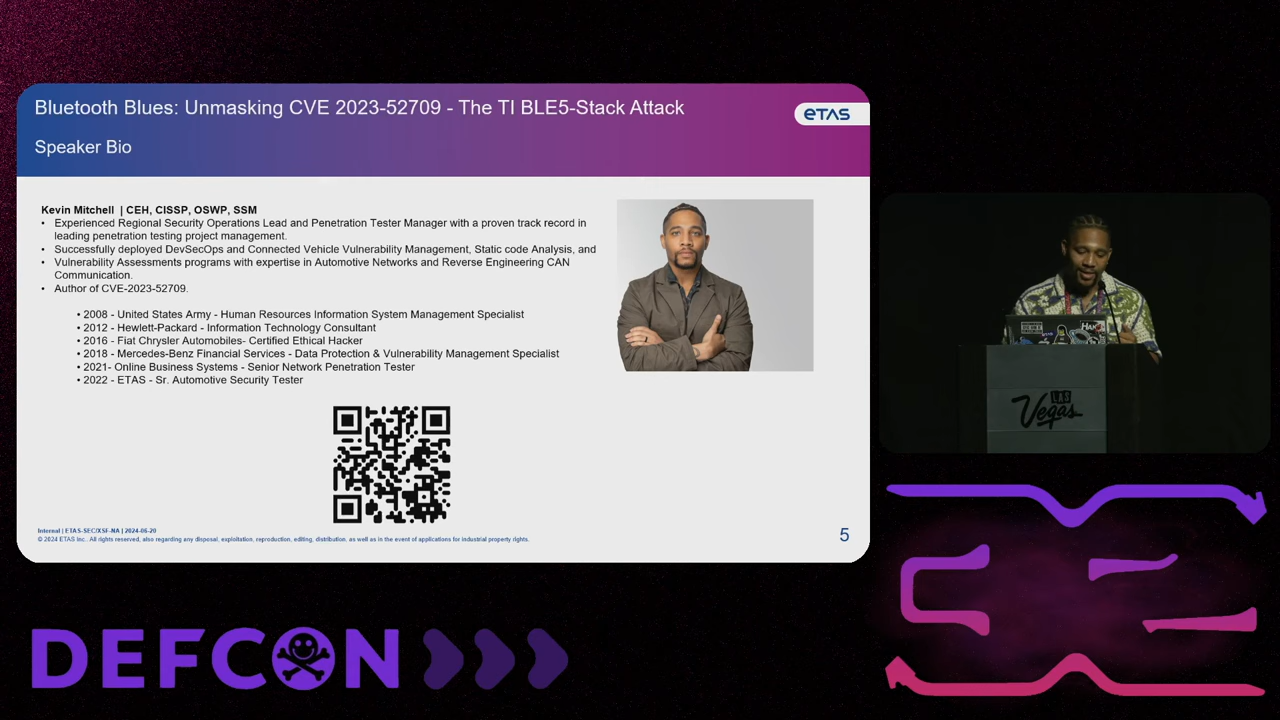 Bluetooth Blues: Unmasking CVE 2023-52709 - The TI BLE5-Stack Attack
eTAS
Speaker Bio
Kevin Mitchell | CEH, CISSP, OSWP, SSM
• Experienced Regional Security Operations Lead and Penetration Tester Manager with a proven track record in
leading penetration testing project management.
• Successfully deployed DevSecOps and Connected Vehicle Vulnerability Management, Static code Analysis, and
• Vulnerability Assessments programs with expertise in Automotive Networks and Reverse Engineering CAN
Communication.
• Author of CVE-2023-52709.
• 2008 - United States Army - Human Resources Information System Management Specialist
• 2012 - Hewlett-Packard - Information Technology Consultant
• 2016 - Fiat Chrysler Automobiles- Certified Ethical Hacker
• 2018 - Mercedes-Benz Financial Services - Data Protection & Vulnerability Management Specialist
• 2021- Online Business Systems - Senior Network Penetration Tester
• 2022 - ETAS - Sr. Automotive Security Tester
Internal | ETAS-SEC/XSF-NA | 2024-06-20
© 2024 ETAS Inc. All rights reserved, also regarding any disposal, exploitation, reproduction, editing, distribution, as well as in the event of applications for industrial property rights.
5
LAS
Vegas
DEFCON